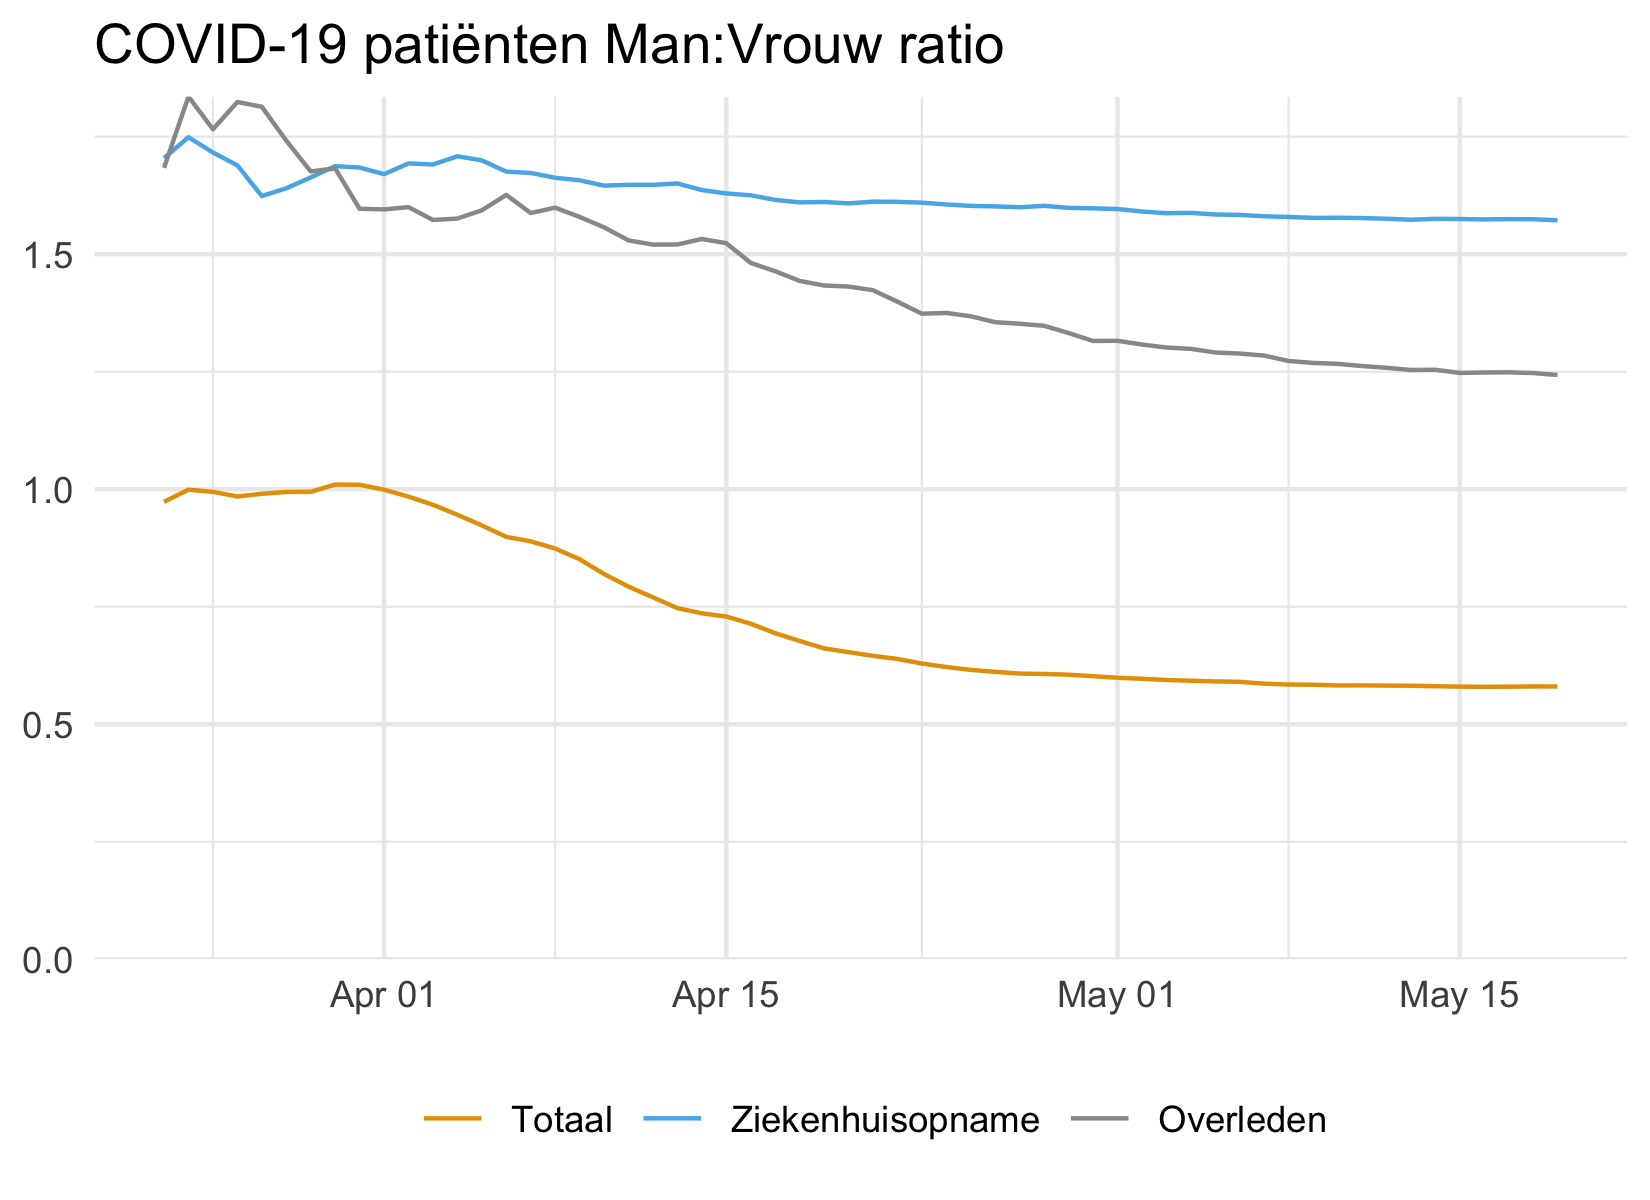 COVID-19 patiënten Man:Vrouw ratio
1.5
1.0
0.5
0.0
Apr 01 Apr 15 May 01 May 15
Totaal Ziekenhuisopname Overleden